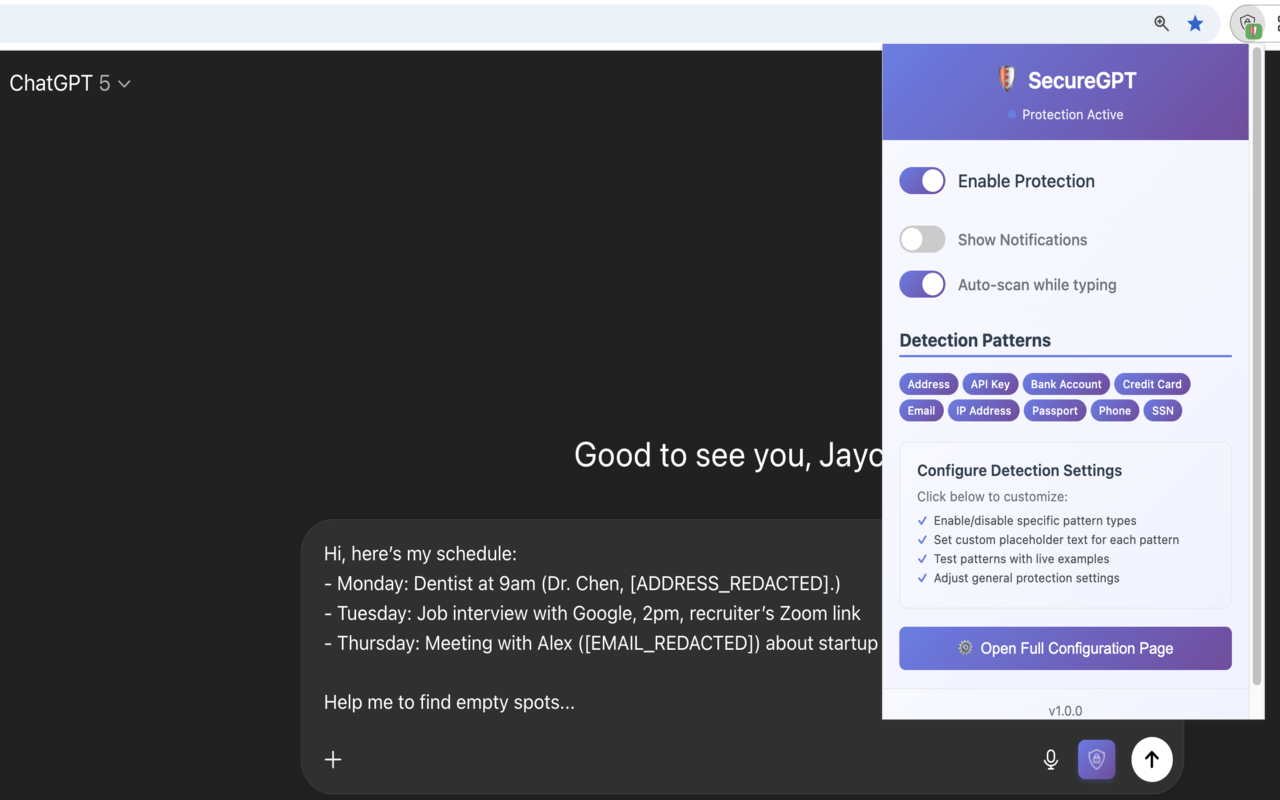 ChatGPT 5
SecureGPT
Protection Active
Enable Protection
Show Notifications
Auto-scan while typing
Detection Patterns
Address API Key Bank Account Credit Card
Email IP Address Passport Phone SSN
Configure Detection Settings
Click below to customize:
Enable/disable specific pattern types
Set custom placeholder text for each pattern
Test patterns with live examples
Adjust general protection settings
Open Full Configuration Page
v1.0.0
Good to see you, Jayc
Hi, here’s my schedule:
- Monday: Dentist at 9am (Dr. Chen, [ADDRESS_REDACTED].)
- Tuesday: Job interview with Google, 2pm, recruiter’s Zoom link
- Thursday: Meeting with Alex ([EMAIL_REDACTED]) about startup
Help me to find empty spots...